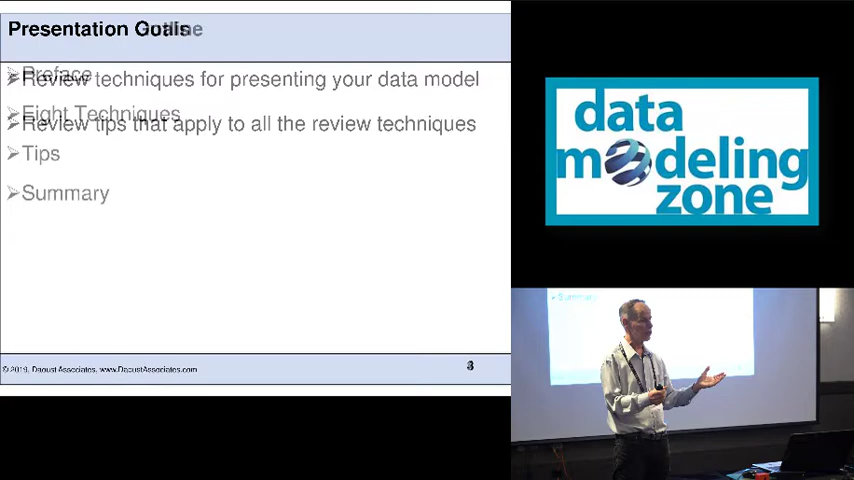 Presentation Goals
Outline
Preface
Review techniques for presenting your data model
Eight Techniques
Review tips that apply to all the review techniques
Tips
Summary
© 2019, Daoust Associates, www.DaoustAssociates.com
data
modeling
zone
Summary